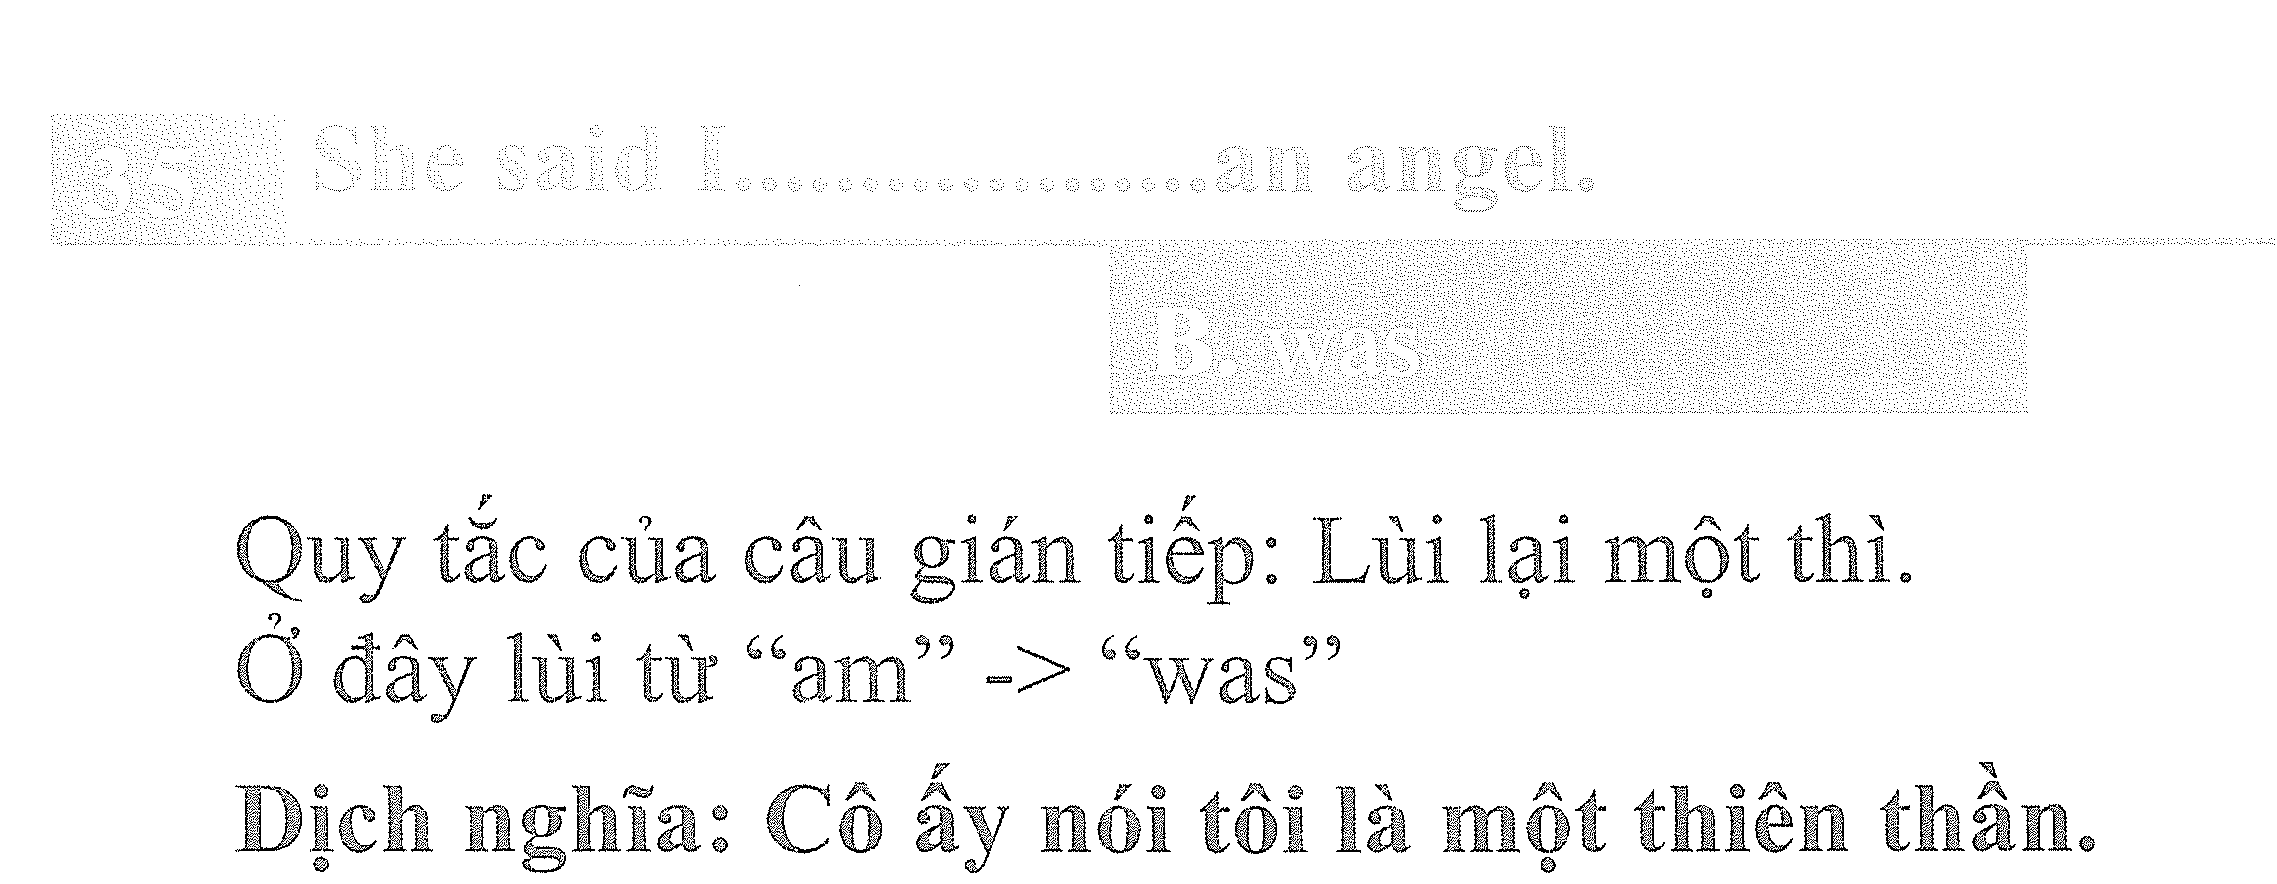 35 She said I...................an angel.
B. was
Quy tắc của câu gián tiếp: Lùi lại một thì.
Ở đây lùi từ “am” -> “was”
Dịch nghĩa: Cô ấy nói tôi là một thiên thần.